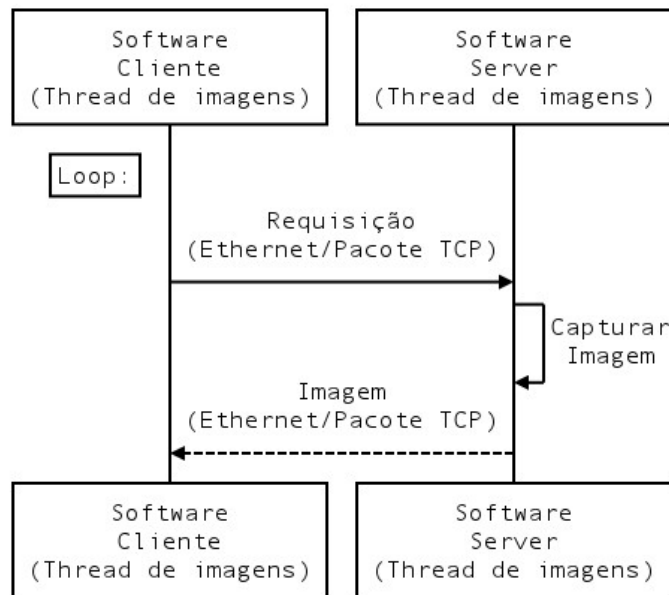 Software
Cliente
(Thread de imagens)
Software
Server
(Thread de imagens)
Loop:
Requisição
(Ethernet/Pacote TCP)
Capturar
Imagem
Imagem
(Ethernet/Pacote TCP)
Software
Cliente
(Thread de imagens)
Software
Server
(Thread de imagens)